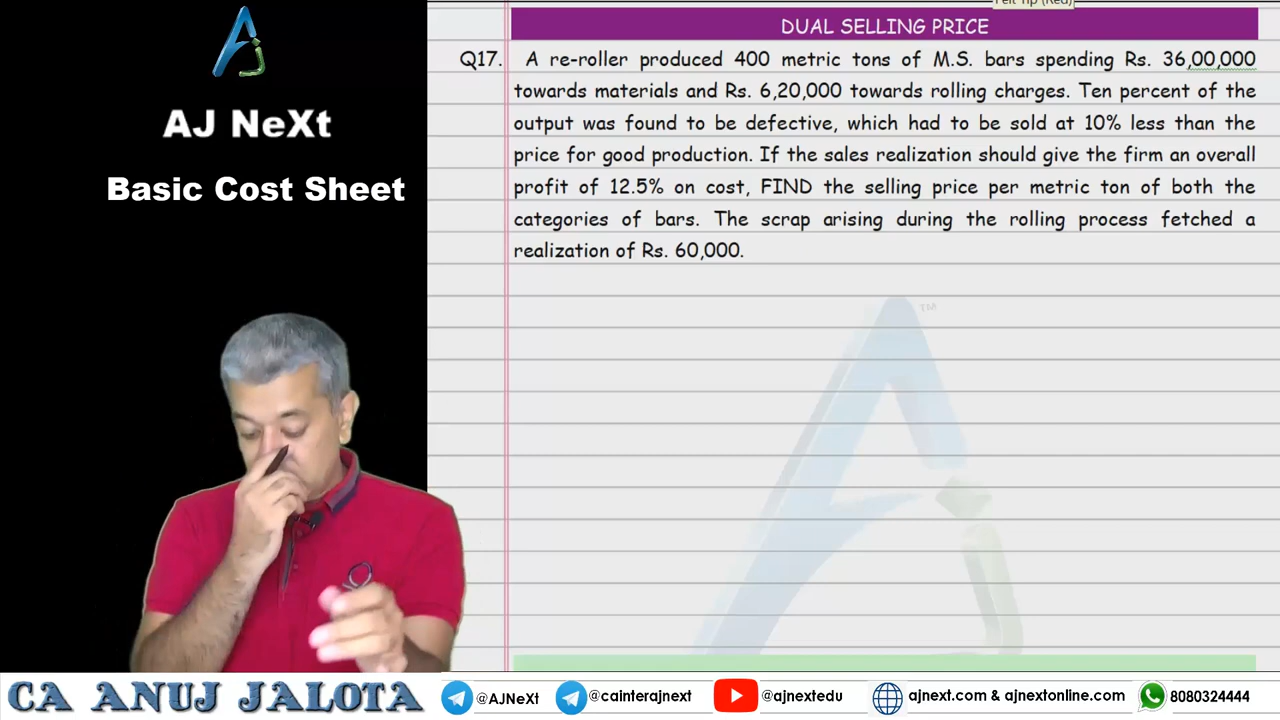 Felt Tip (Red)
DUAL SELLING PRICE
Q17. A re-roller produced 400 metric tons of M.S. bars spending Rs. 36,00,000
towards materials and Rs. 6,20,000 towards rolling charges. Ten percent of the
output was found to be defective, which had to be sold at 10% less than the
price for good production. If the sales realization should give the firm an overall
profit of 12.5% on cost, FIND the selling price per metric ton of both the
categories of bars. The scrap arising during the rolling process fetched a
realization of Rs. 60,000.
AJ NeXt
Basic Cost Sheet
CA ANUJ JALOTA
@AJNeXt
@cainterajnext
@ajnextedu
ajnext.com & ajnextonline.com
8080324444